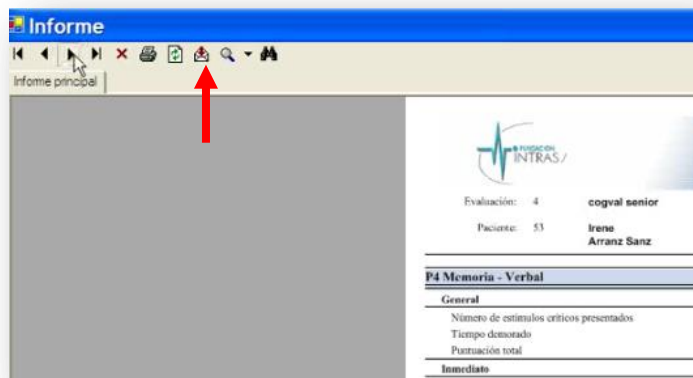 Informe
Informe principal
FUNDACION
INTRAS
Evaluación: 4 cogval senior
Paciente: 53 Irene
Arranz Sanz
P4 Memoria - Verbal
General
Número de estímulos críticos presentados
Tiempo demorado
Puntuación total
Inmediato